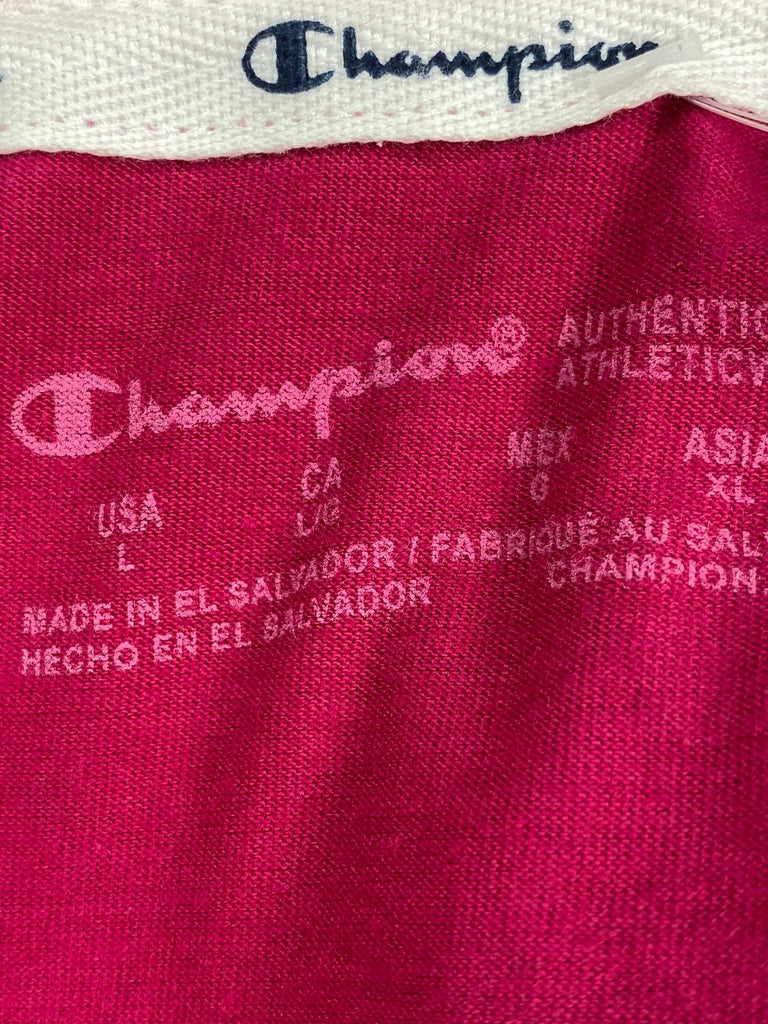 Champion
Champion®
AUTHENTIC
ATHLETICW
USA CA MEX ASIA
L L/G G XL
MADE IN EL SALVADOR / FABRIQUÉ AU SALV
HECHO EN EL SALVADOR CHAMPION.